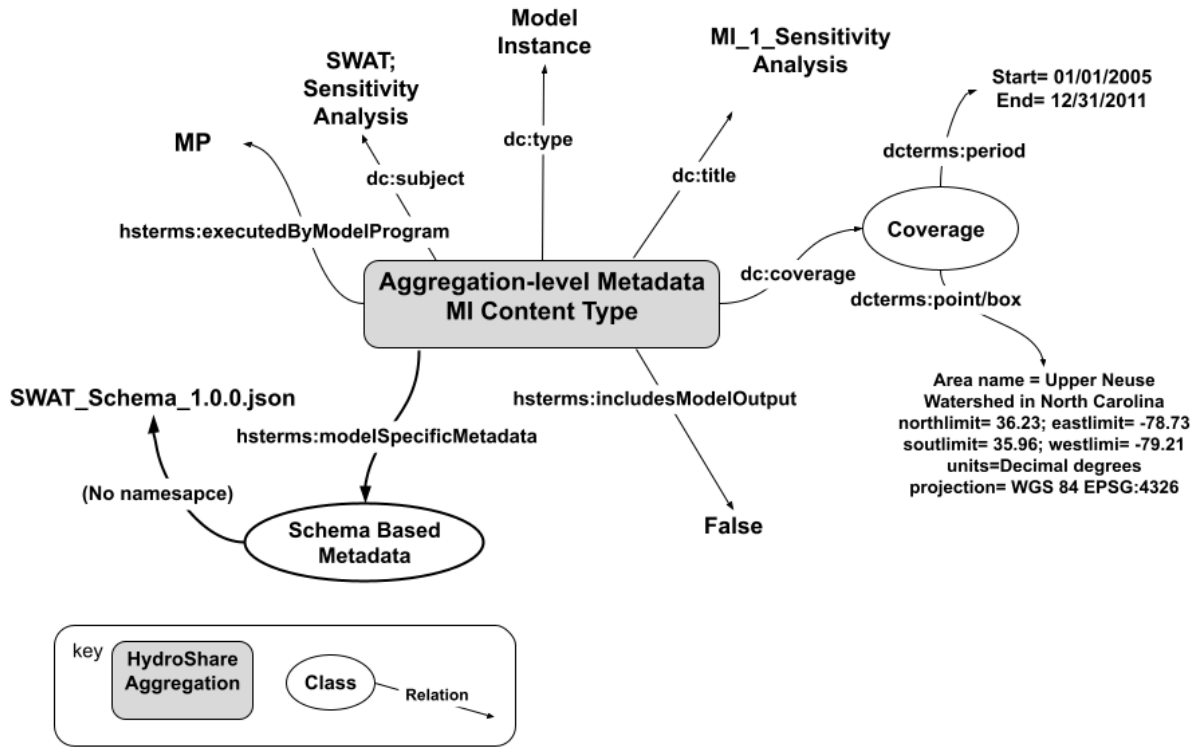 Model
Instance
MI_1_Sensitivity
Analysis
SWAT;
Sensitivity
Analysis
Start= 01/01/2005
End= 12/31/2011
MP
dc:type
dcterms:period
dc:subject
dc:title
hsterms:executedByModelProgram
Coverage
dc:coverage
Aggregation-level Metadata
MI Content Type
dcterms:point/box
Area name = Upper Neuse
Watershed in North Carolina
northlimit= 36.23; eastlimit= -78.73
soutlimit= 35.96; westlimi= -79.21
units=Decimal degrees
projection= WGS 84 EPSG:4326
SWAT_Schema_1.0.0.json
hsterms:includesModelOutput
hsterms:modelSpecificMetadata
(No namesapce)
False
Schema Based
Metadata
key
HydroShare
Aggregation
Class
Relation